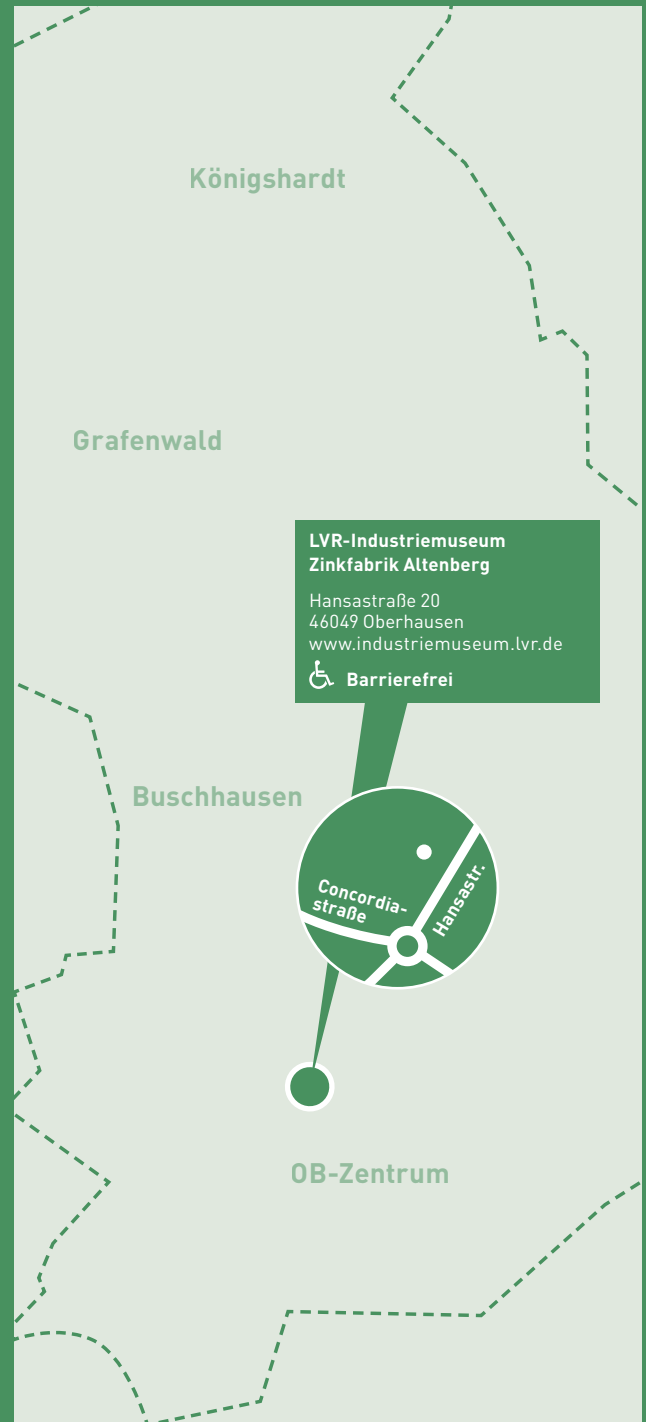 Königshardt
Grafenwald
LVR-Industriemuseum
Zinkfabrik Altenberg
Hansastraße 20
46049 Oberhausen
www.industriemuseum.lvr.de
Barrierefrei
Buschhausen
Concordia-
straße
Hansastr.
OB-Zentrum